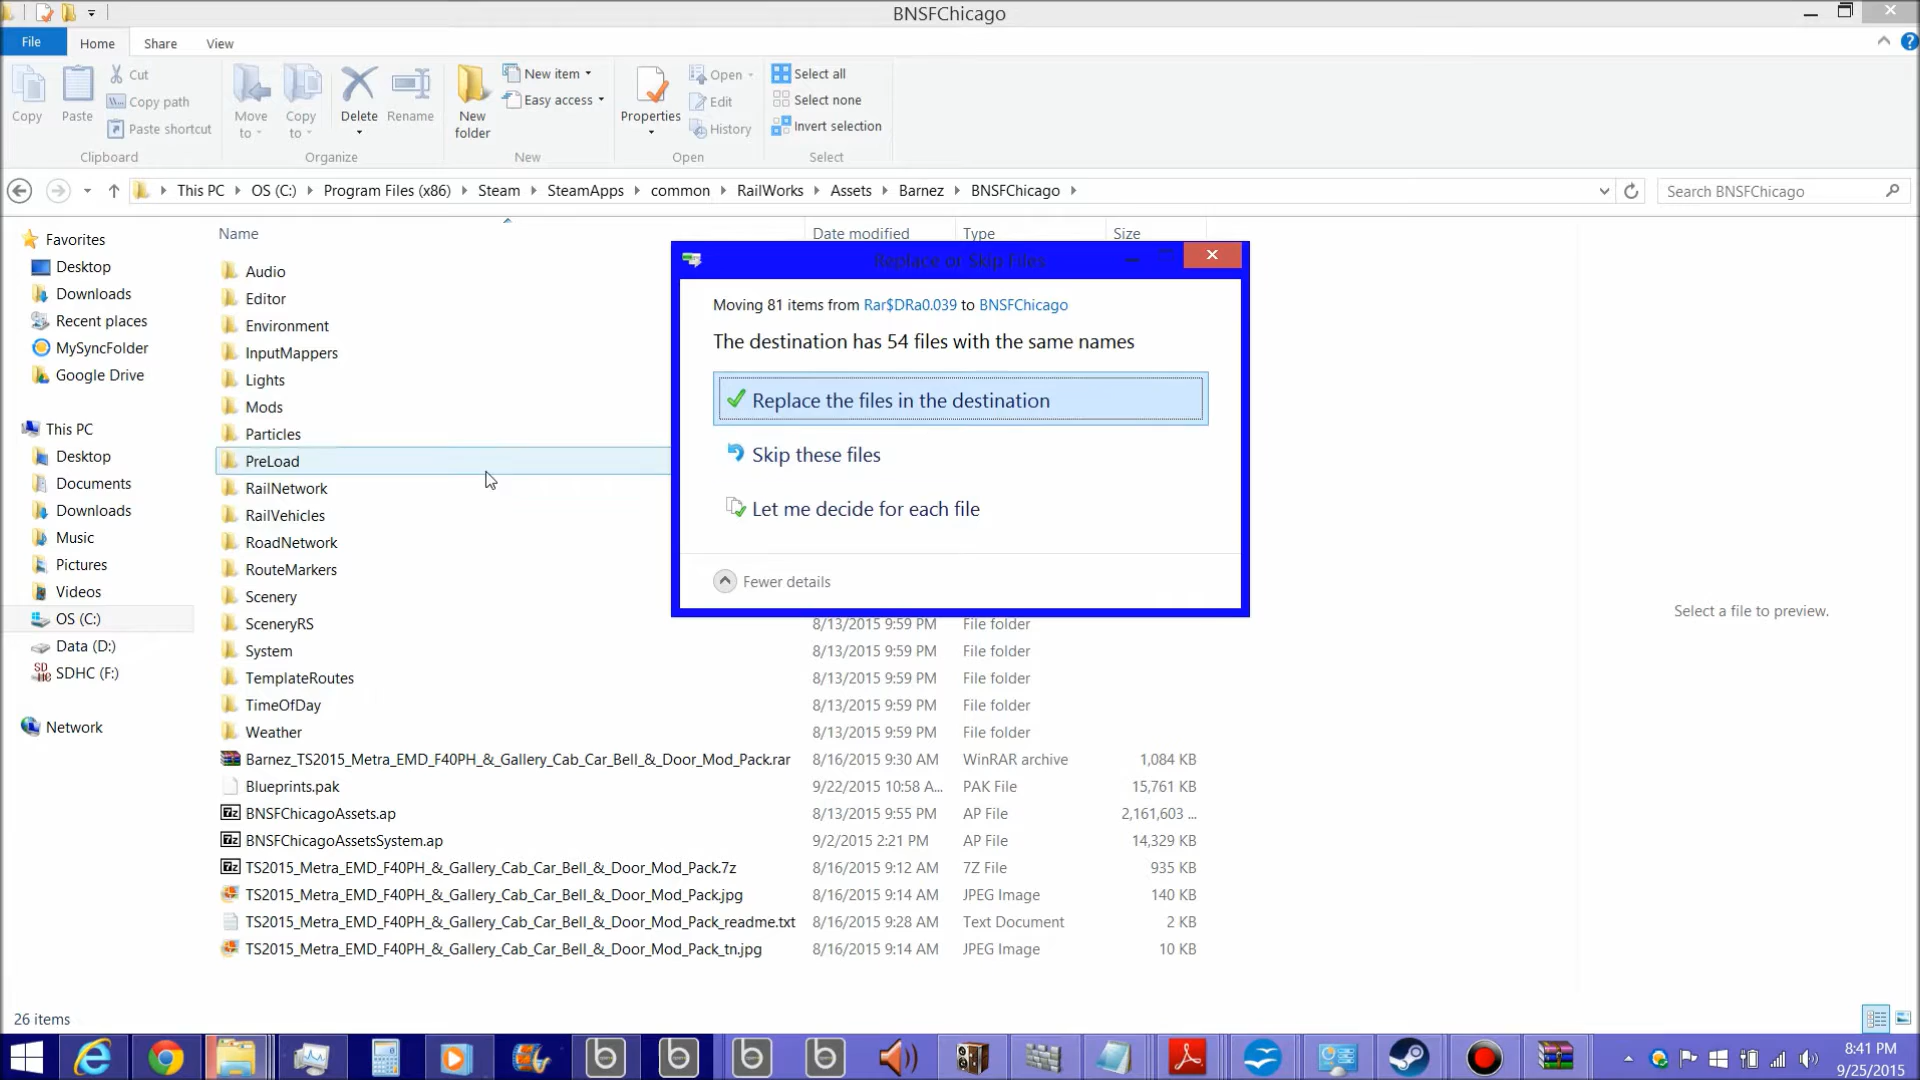 BNSFChicago
File Home Share View
Copy
Paste
Cut
Copy path
Paste shortcut
Clipboard
Move to
Copy to
Delete
Rename
Organize
New folder
New item
Easy access
New
Properties
Open
Edit
History
Open
Select all
Select none
Invert selection
Select
This PC OS (C:) Program Files (x86) Steam SteamApps common RailWorks Assets Barnez BNSFChicago
Search BNSFChicago
Favorites
Desktop
Downloads
Recent places
MySyncFolder
Google Drive
This PC
Desktop
Documents
Downloads
Music
Pictures
Videos
OS (C:)
Data (D:)
SDHC (F:)
Network
Name Date modified Type Size
Audio
Editor
Environment
InputMappers
Lights
Mods
Particles
PreLoad
RailNetwork
RailVehicles
RoadNetwork
RouteMarkers
Scenery
SceneryRS 8/13/2015 9:59 PM File folder
System 8/13/2015 9:59 PM File folder
TemplateRoutes 8/13/2015 9:59 PM File folder
TimeOfDay 8/13/2015 9:59 PM File folder
Weather 8/13/2015 9:59 PM File folder
Barnez_TS2015_Metra_EMD_F40PH_&_Gallery_Cab_Car_Bell_&_Door_Mod_Pack.rar 8/16/2015 9:30 AM WinRAR archive 1,084 KB
Blueprints.pak 9/22/2015 10:58 A... PAK File 15,761 KB
7z BNSFChicagoAssets.ap 8/13/2015 9:55 PM AP File 2,161,603 ...
7z BNSFChicagoAssetsSystem.ap 9/2/2015 2:21 PM AP File 14,329 KB
7z TS2015_Metra_EMD_F40PH_&_Gallery_Cab_Car_Bell_&_Door_Mod_Pack.7z 8/16/2015 9:12 AM 7Z File 935 KB
TS2015_Metra_EMD_F40PH_&_Gallery_Cab_Car_Bell_&_Door_Mod_Pack.jpg 8/16/2015 9:14 AM JPEG Image 140 KB
TS2015_Metra_EMD_F40PH_&_Gallery_Cab_Car_Bell_&_Door_Mod_Pack_readme.txt 8/16/2015 9:28 AM Text Document 2 KB
TS2015_Metra_EMD_F40PH_&_Gallery_Cab_Car_Bell_&_Door_Mod_Pack_tn.jpg 8/16/2015 9:14 AM JPEG Image 10 KB
Replace or Skip Files
Moving 81 items from Rar$DRa0.039 to BNSFChicago
The destination has 54 files with the same names
Replace the files in the destination
Skip these files
Let me decide for each file
Fewer details
Select a file to preview.
26 items
8:41 PM
9/25/2015